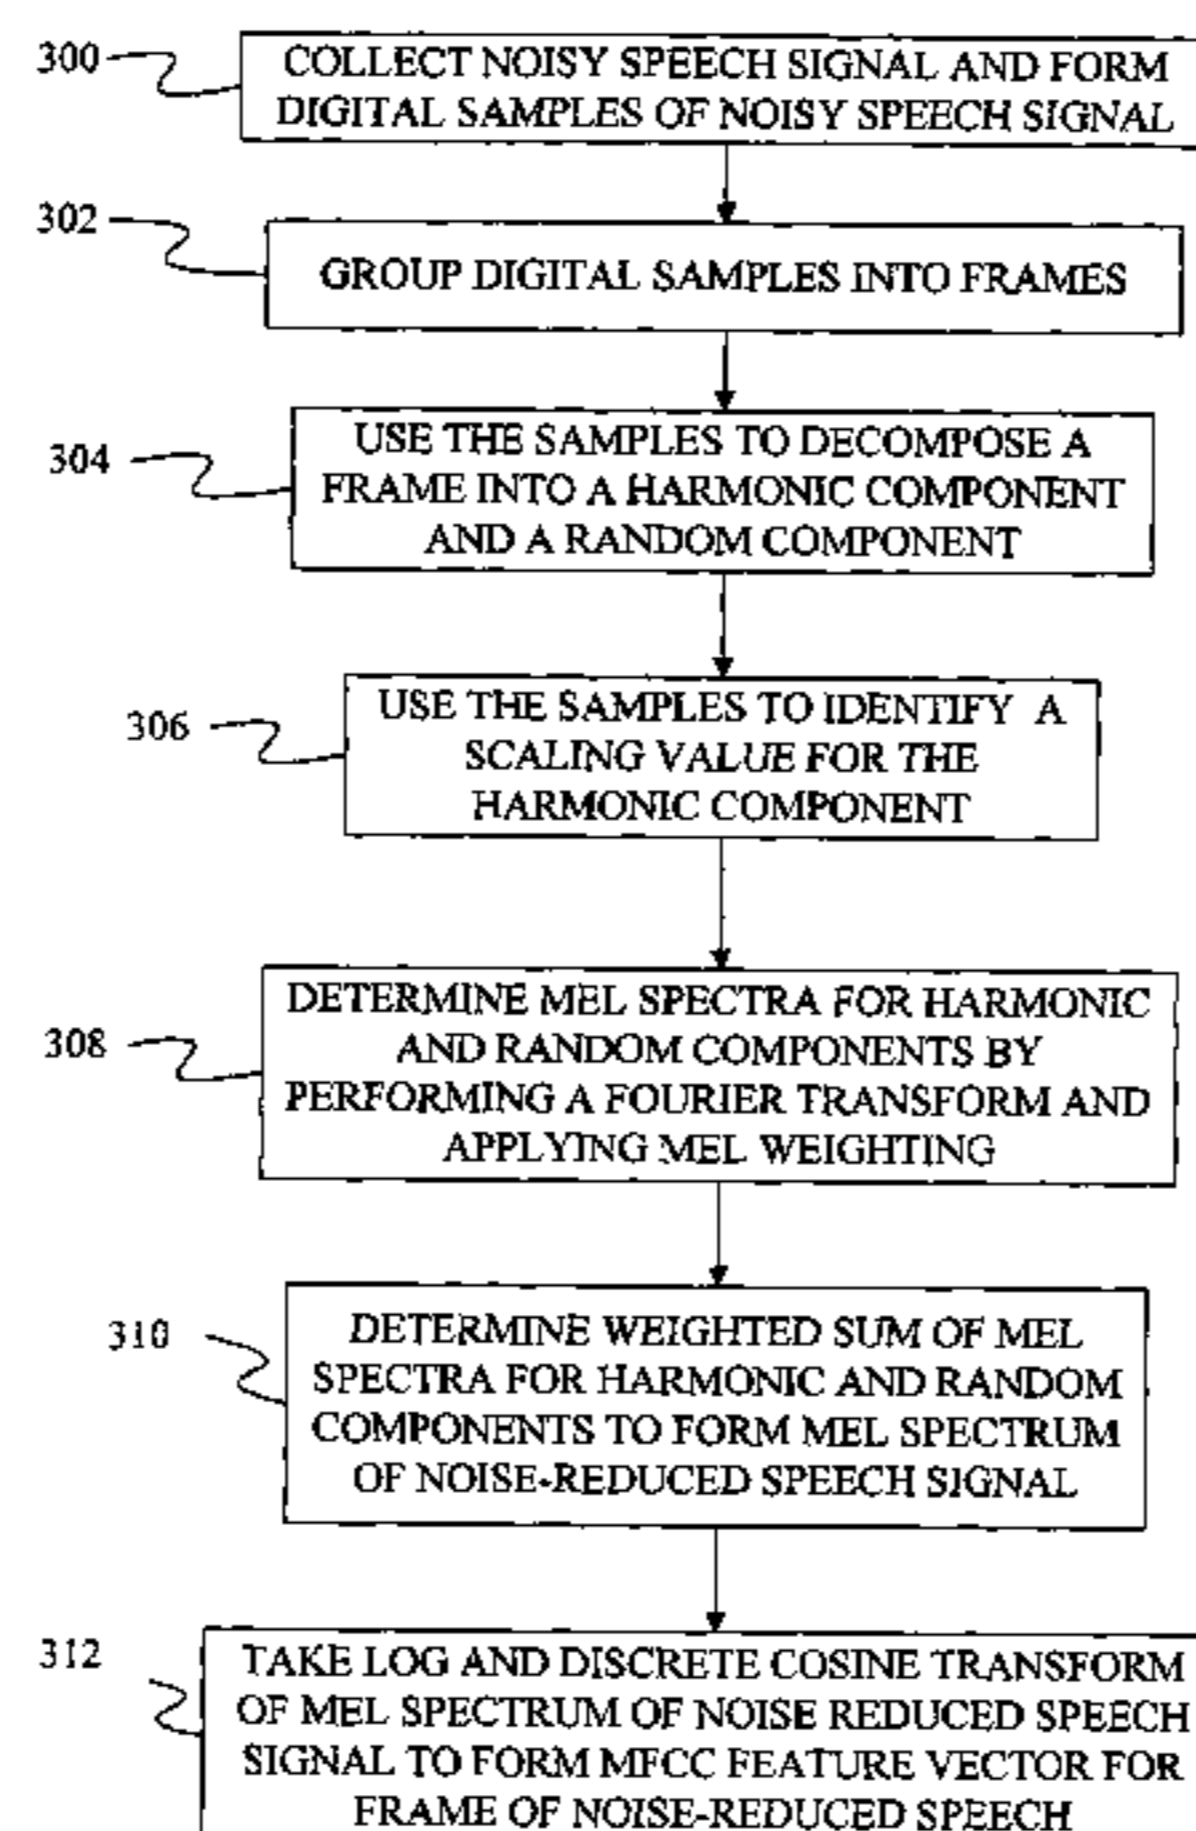 300
COLLECT NOISY SPEECH SIGNAL AND FORM
DIGITAL SAMPLES OF NOISY SPEECH SIGNAL
302
GROUP DIGITAL SAMPLES INTO FRAMES
304
USE THE SAMPLES TO DECOMPOSE A
FRAME INTO A HARMONIC COMPONENT
AND A RANDOM COMPONENT
306
USE THE SAMPLES TO IDENTIFY A
SCALING VALUE FOR THE
HARMONIC COMPONENT
308
DETERMINE MEL SPECTRA FOR HARMONIC
AND RANDOM COMPONENTS BY
PERFORMING A FOURIER TRANSFORM AND
APPLYING MEL WEIGHTING
310
DETERMINE WEIGHTED SUM OF MEL
SPECTRA FOR HARMONIC AND RANDOM
COMPONENTS TO FORM MEL SPECTRUM
OF NOISE-REDUCED SPEECH SIGNAL
312
TAKE LOG AND DISCRETE COSINE TRANSFORM
OF MEL SPECTRUM OF NOISE REDUCED SPEECH
SIGNAL TO FORM MFCC FEATURE VECTOR FOR
FRAME OF NOISE-REDUCED SPEECH